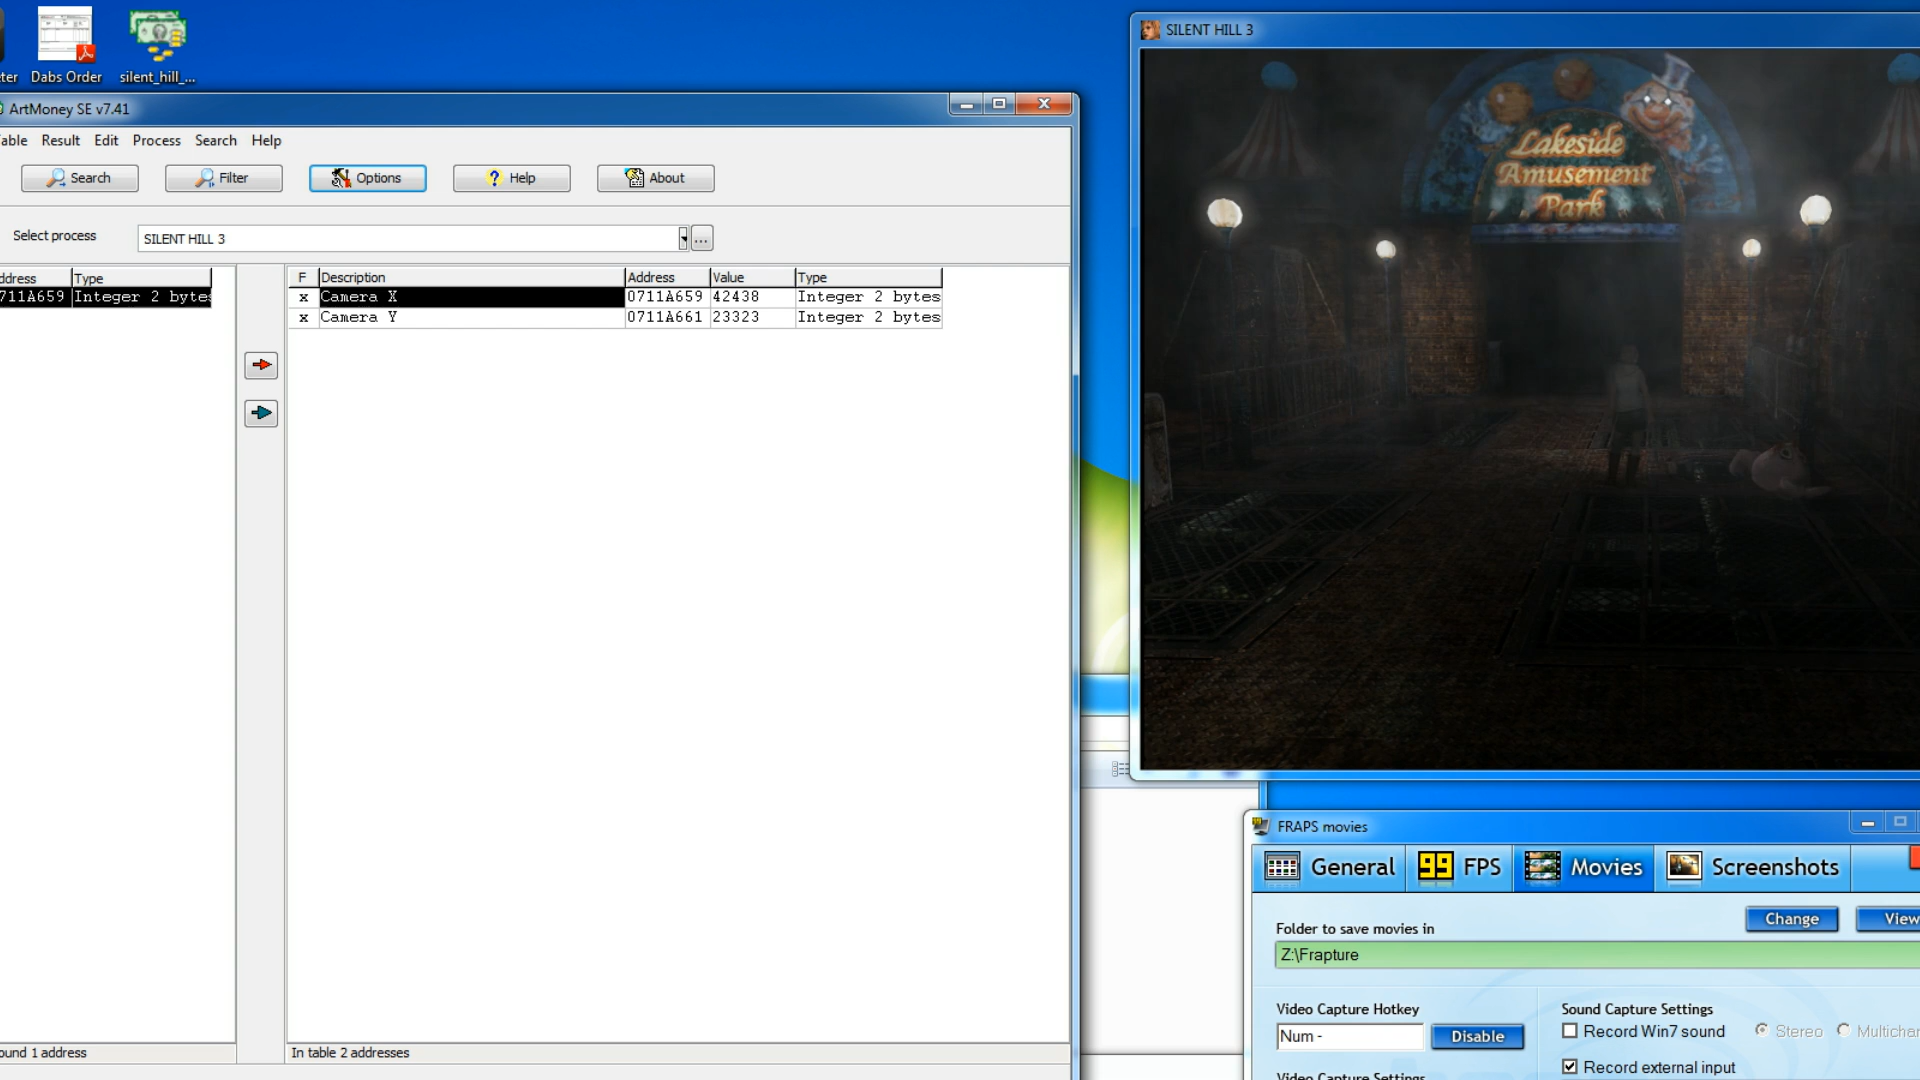 ter
Dabs Order
silent_hill_...
ArtMoney SE v7.41
able Result Edit Process Search Help
Search Filter Options Help About
Select process SILENT HILL 3 ...
ddress Type
711A659 Integer 2 bytes
F Description Address Value Type
x Camera X 0711A659 42438 Integer 2 bytes
x Camera Y 0711A661 23323 Integer 2 bytes
ound 1 address
In table 2 addresses
SILENT HILL 3
Lakeside
Amusement
Park
FRAPS movies
General 99 FPS Movies Screenshots
Folder to save movies in Change View
Z:\Frapture
Video Capture Hotkey
Num - Disable
Video Capture Settings
Sound Capture Settings
Record Win7 sound Stereo Multichan
Record external input